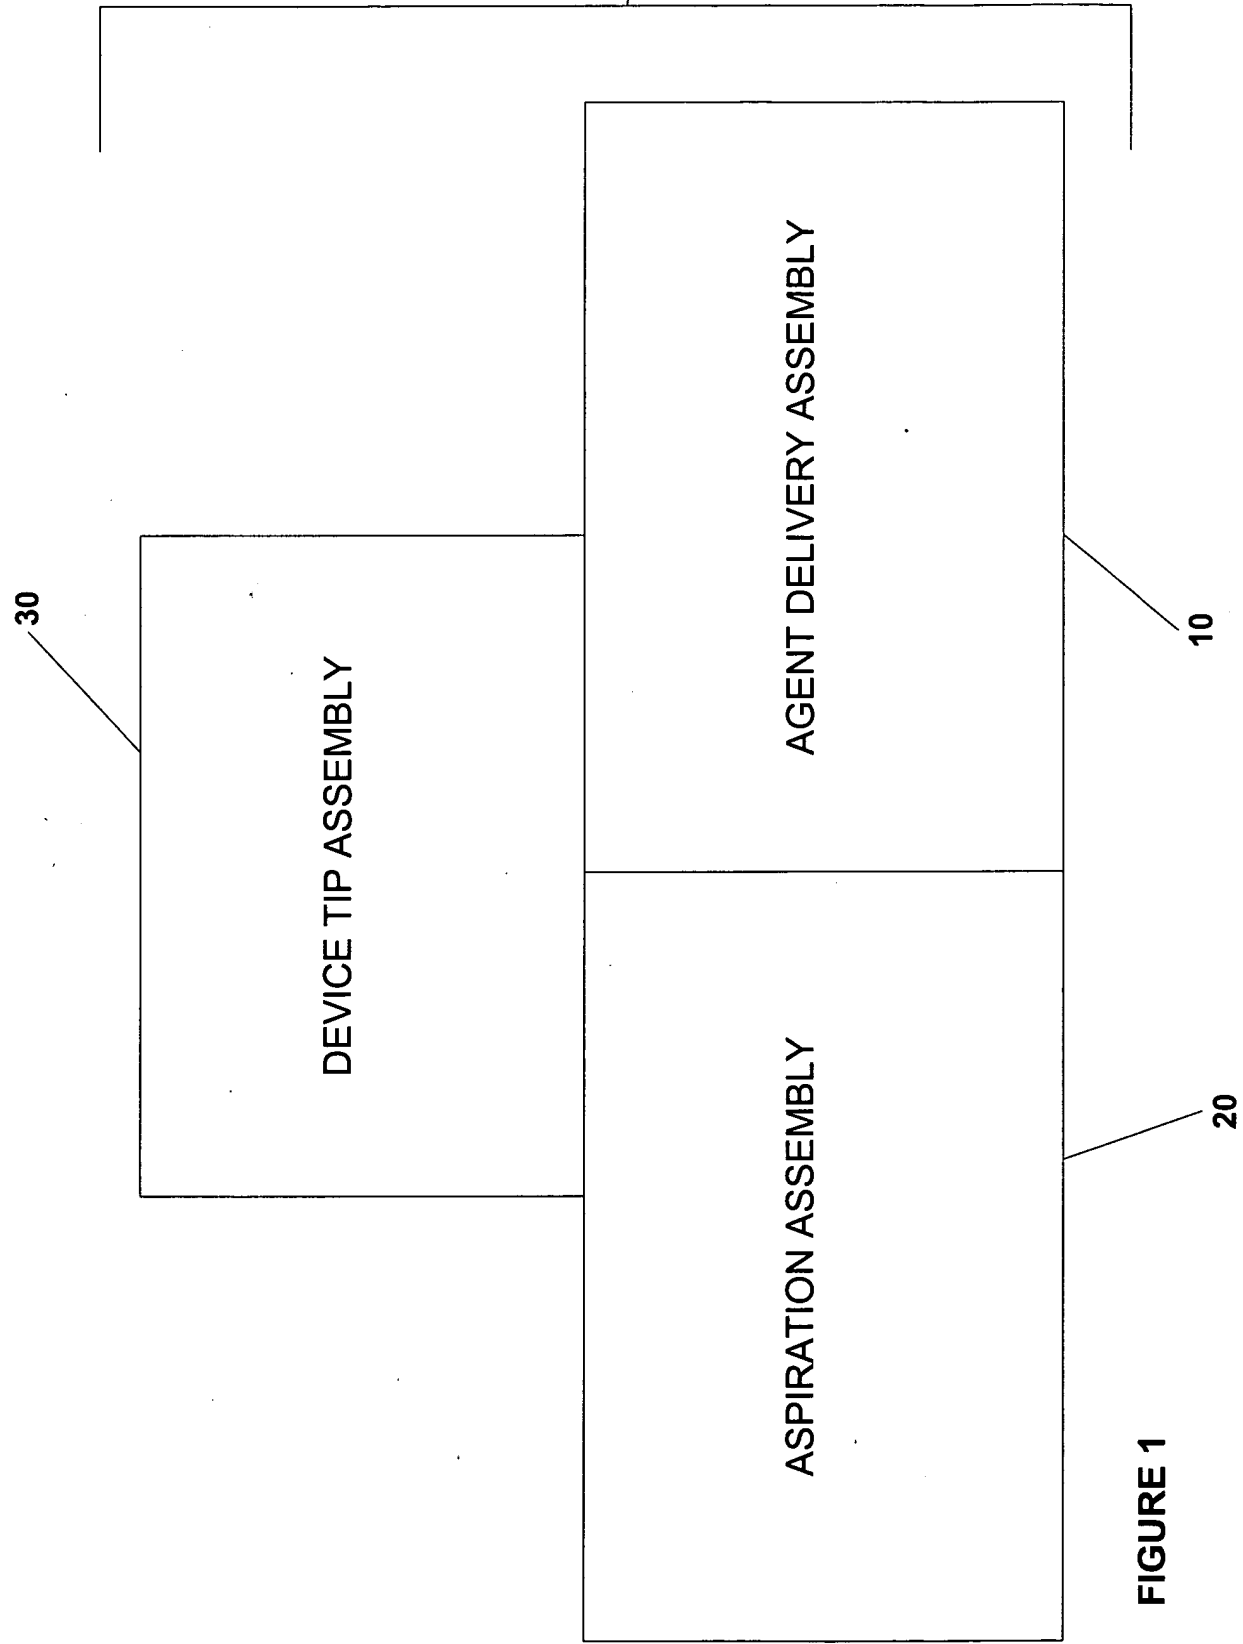 30
DEVICE TIP ASSEMBLY
ASPIRATION ASSEMBLY
AGENT DELIVERY ASSEMBLY
20
10
FIGURE 1